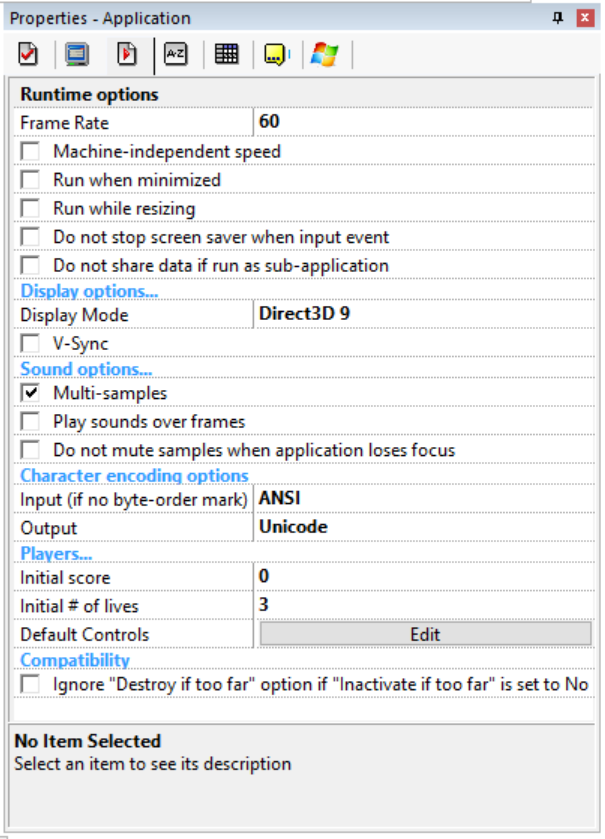 Properties - Application
A-Z
Runtime options
Frame Rate 60
Machine-independent speed
Run when minimized
Run while resizing
Do not stop screen saver when input event
Do not share data if run as sub-application
Display options...
Display Mode Direct3D 9
V-Sync
Sound options...
Multi-samples
Play sounds over frames
Do not mute samples when application loses focus
Character encoding options
Input (if no byte-order mark) ANSI
Output Unicode
Players...
Initial score 0
Initial # of lives 3
Default Controls Edit
Compatibility
Ignore "Destroy if too far" option if "Inactivate if too far" is set to No
No Item Selected
Select an item to see its description